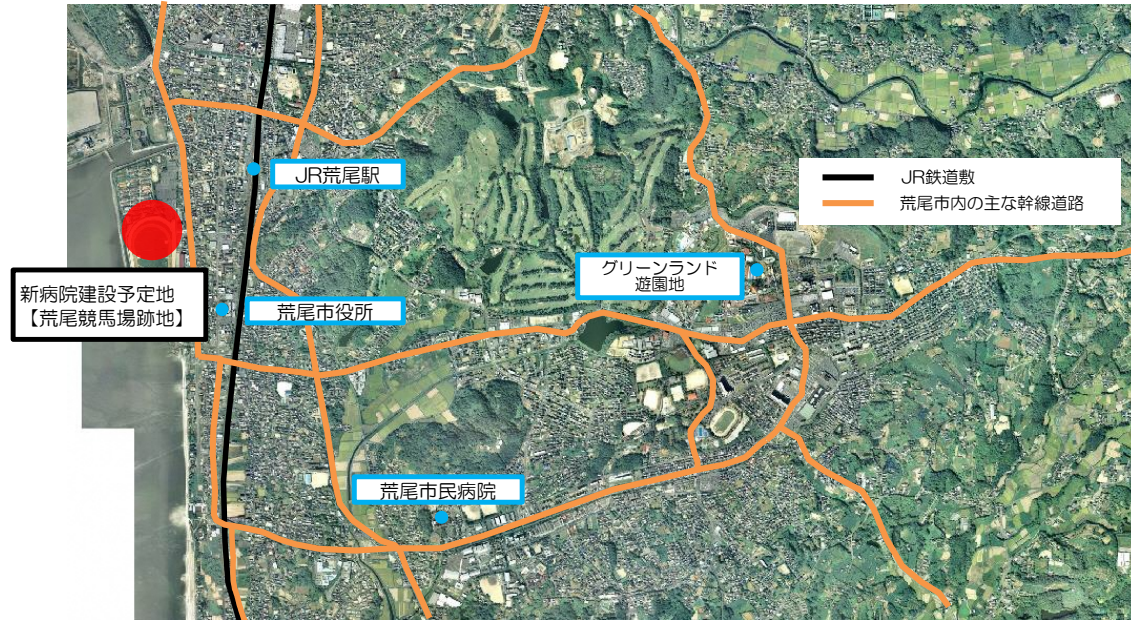 JR鉄道敷
荒尾市内の主な幹線道路
JR荒尾駅
グリーンランド
遊園地
新病院建設予定地
【荒尾競馬場跡地】
荒尾市役所
荒尾市民病院